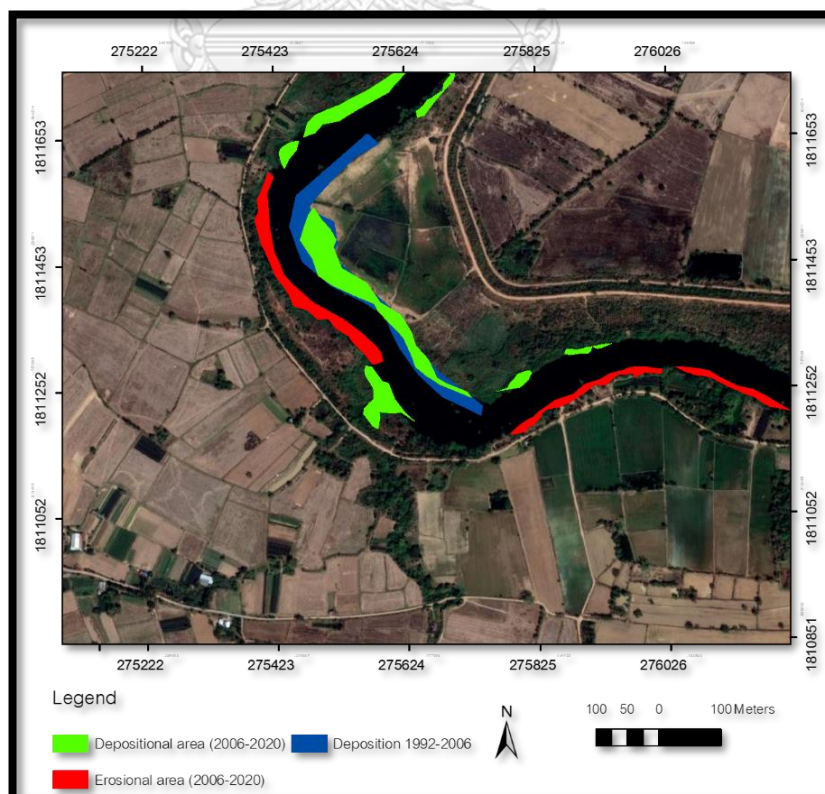 275222 275423 275624 275825 276026
1811653 1811653
1811453 1811453
1811252 1811252
1811052 1811052
1810851
275222 275423 275624 275825 276026
Legend
N
100 50 0 100 Meters
Depositional area (2006-2020) Deposition 1992-2006
Erosional area (2006-2020)